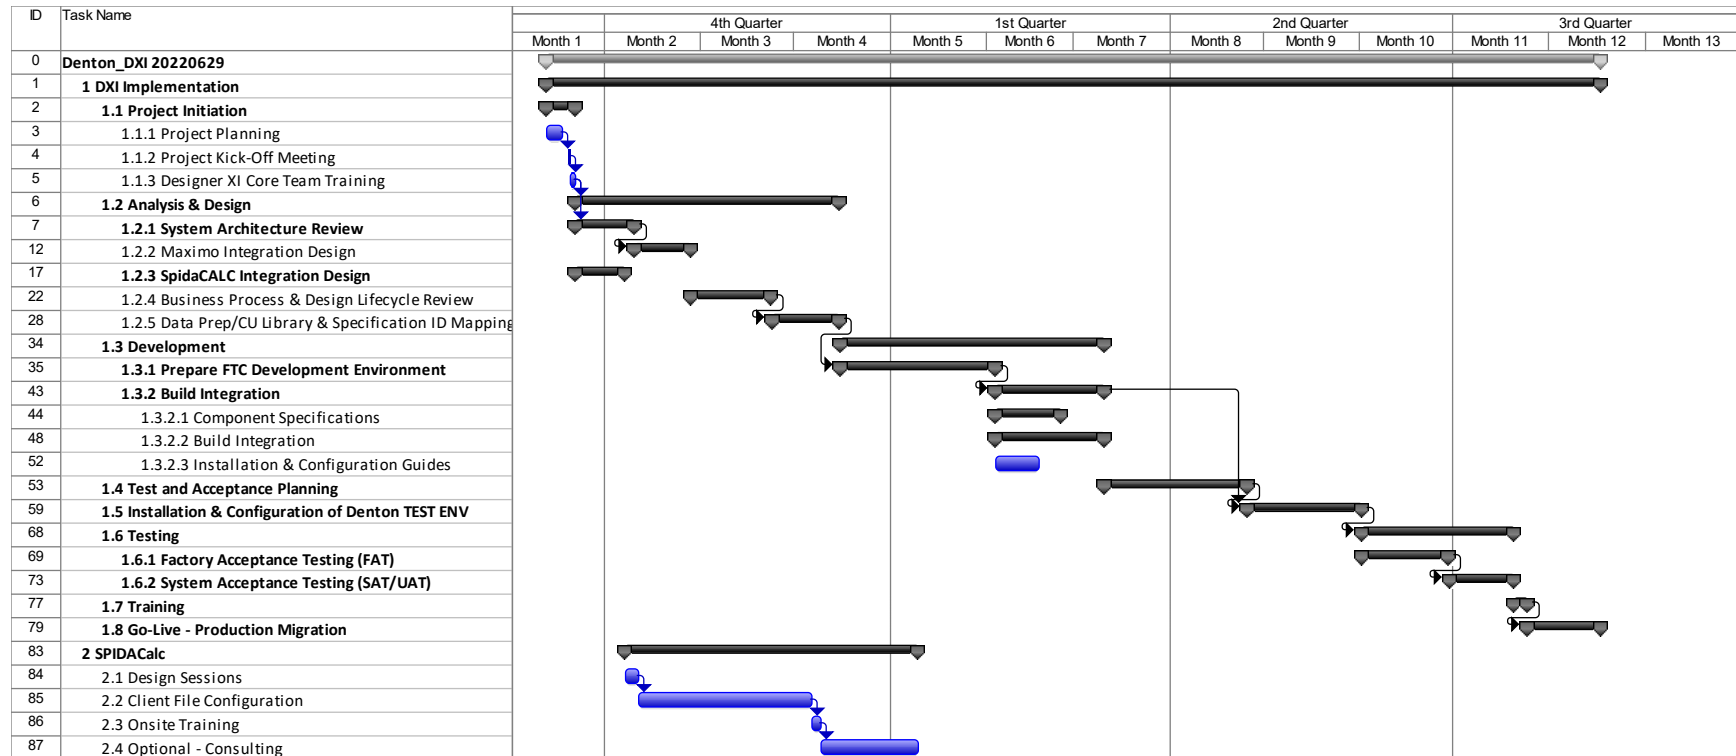 ID Task Name
4th Quarter 1st Quarter 2nd Quarter 3rd Quarter
Month 1 Month 2 Month 3 Month 4 Month 5 Month 6 Month 7 Month 8 Month 9 Month 10 Month 11 Month 12 Month 13
0 Denton_DXI 20220629
1 1 DXI Implementation
2 1.1 Project Initiation
3 1.1.1 Project Planning
4 1.1.2 Project Kick-Off Meeting
5 1.1.3 Designer XI Core Team Training
6 1.2 Analysis & Design
7 1.2.1 System Architecture Review
12 1.2.2 Maximo Integration Design
17 1.2.3 SpidaCALC Integration Design
22 1.2.4 Business Process & Design Lifecycle Review
28 1.2.5 Data Prep/CU Library & Specification ID Mapping
34 1.3 Development
35 1.3.1 Prepare FTC Development Environment
43 1.3.2 Build Integration
44 1.3.2.1 Component Specifications
48 1.3.2.2 Build Integration
52 1.3.2.3 Installation & Configuration Guides
53 1.4 Test and Acceptance Planning
59 1.5 Installation & Configuration of Denton TEST ENV
68 1.6 Testing
69 1.6.1 Factory Acceptance Testing (FAT)
73 1.6.2 System Acceptance Testing (SAT/UAT)
77 1.7 Training
79 1.8 Go-Live - Production Migration
83 2 SPIDACalc
84 2.1 Design Sessions
85 2.2 Client File Configuration
86 2.3 Onsite Training
87 2.4 Optional - Consulting